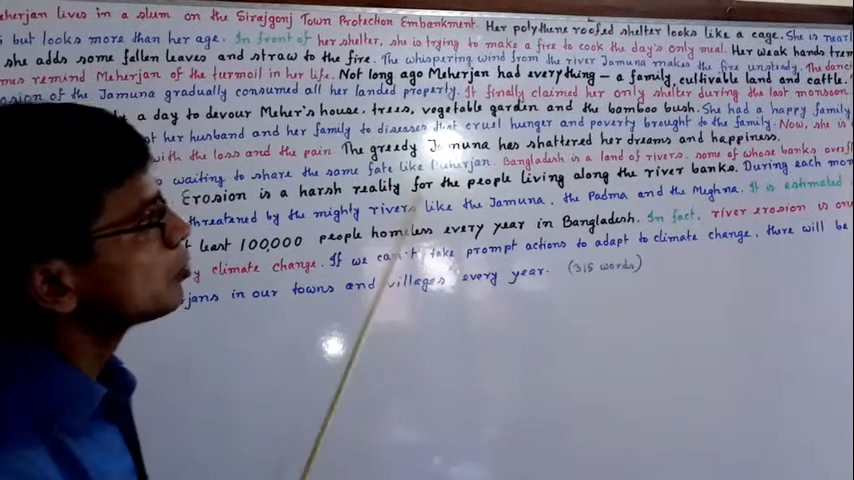 eherjan lives in a slum on the Sirajgonj Town Protection Embankment. Her polythene roofed shelter looks like a cage. She is nearl
but looks more than her age. In front of her shelter, she is trying to make a fire to cook the day's only meal. Her weak hands trem
she adds some fallen leaves and straw to the fire. The whispering wind from the river Jamuna makes the fire unsteady. The danc
mes remind Meherjan of the turmoil in her life. Not long ago Meherjan had everything – a family, cultivable land and cattle.
osion of the Jamuna gradually consumed all her landed property. It finally claimed her only shelter during the last monsoon.
a day to devour Meher's house, trees, vegetable garden and the bamboo bush. She had a happy family
st her husband and her family to diseases that cruel hunger and poverty brought to the family. Now, she is
with the loss and the pain. The greedy Jamuna has shattered her dreams and happiness.
waiting to share the same fate like Meherjan. Bangladesh is a land of rivers, some of whose banks overfl
Erosion is a harsh reality for the people living along the river banks. During each mon
threatened by the mighty rivers like the Jamuna, the Padma and the Meghna. It is estimated
t least 100,000 people homeless every year in Bangladesh. In fact, river erosion is one
y climate change. If we can't take prompt actions to adapt to climate change, there will be
rjans in our towns and villages every year. (315 words)